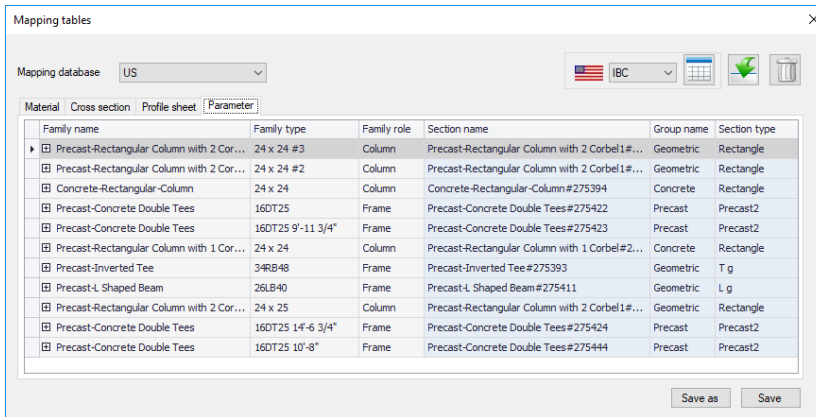 Mapping tables
Mapping database US IBC
Material Cross section Profile sheet Parameter
Family name Family type Family role Section name Group name Section type
Precast-Rectangular Column with 2 Cor... 24 x 24 #3 Column Precast-Rectangular Column with 2 Corbel1#... Geometric Rectangle
Precast-Rectangular Column with 2 Cor... 24 x 24 #2 Column Precast-Rectangular Column with 2 Corbel1#... Geometric Rectangle
Concrete-Rectangular-Column 24 x 24 Column Concrete-Rectangular-Column#275394 Concrete Rectangle
Precast-Concrete Double Tees 16DT25 Frame Precast-Concrete Double Tees#275422 Precast Precast2
Precast-Concrete Double Tees 16DT25 9'-11 3/4" Frame Precast-Concrete Double Tees#275423 Precast Precast2
Precast-Rectangular Column with 1 Cor... 24 x 24 Column Precast-Rectangular Column with 1 Corbel#2... Concrete Rectangle
Precast-Inverted Tee 34RB48 Frame Precast-Inverted Tee#275393 Geometric T g
Precast-L Shaped Beam 26LB40 Frame Precast-L Shaped Beam#275411 Geometric L g
Precast-Rectangular Column with 2 Cor... 24 x 25 Column Precast-Rectangular Column with 2 Corbel1#... Geometric Rectangle
Precast-Concrete Double Tees 16DT25 14'-6 3/4" Frame Precast-Concrete Double Tees#275424 Precast Precast2
Precast-Concrete Double Tees 16DT25 10'-8" Frame Precast-Concrete Double Tees#275444 Precast Precast2
Save as Save